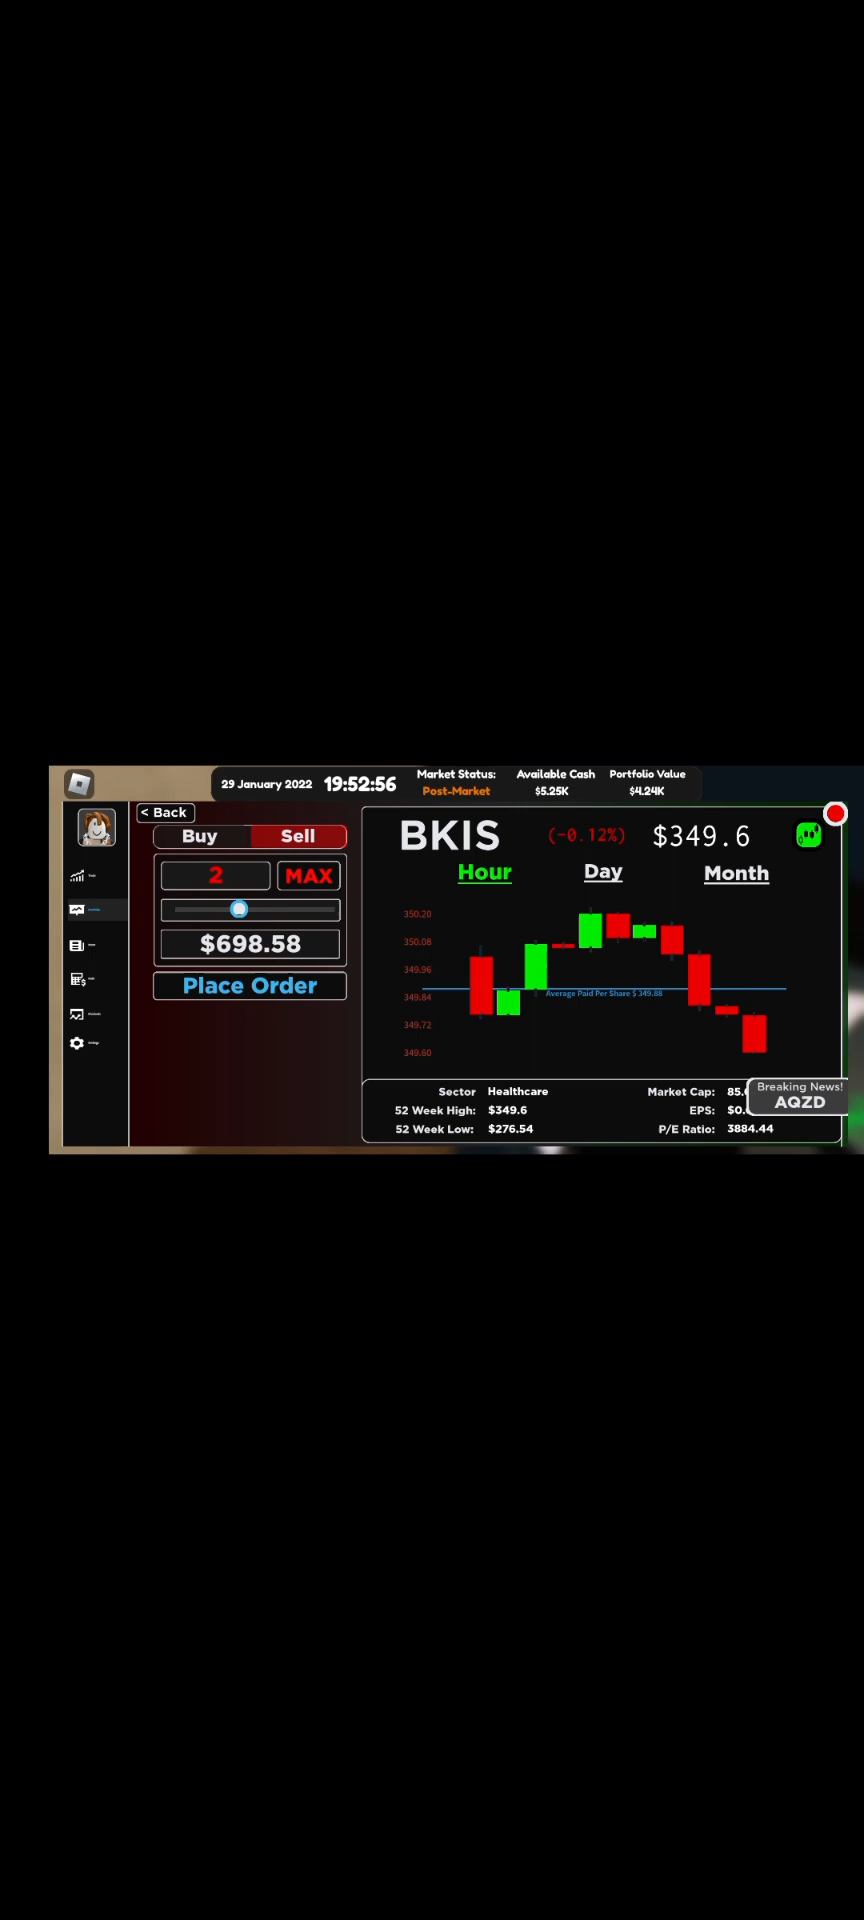 29 January 2022 19:52:56
Market Status:
Post-Market
Available Cash
$5.25K
Portfolio Value
$4.24K
< Back
Buy Sell
2 MAX
$698.58
Place Order
BKIS (-0.12%) $349.6
Hour Day Month
350.20
350.08
349.96
349.84
349.72
349.60
Average Paid Per Share $ 349.88
Sector Healthcare
52 Week High: $349.6
52 Week Low: $276.54
Market Cap: 85.
EPS: $0.
P/E Ratio: 3884.44
Breaking News!
AQZD